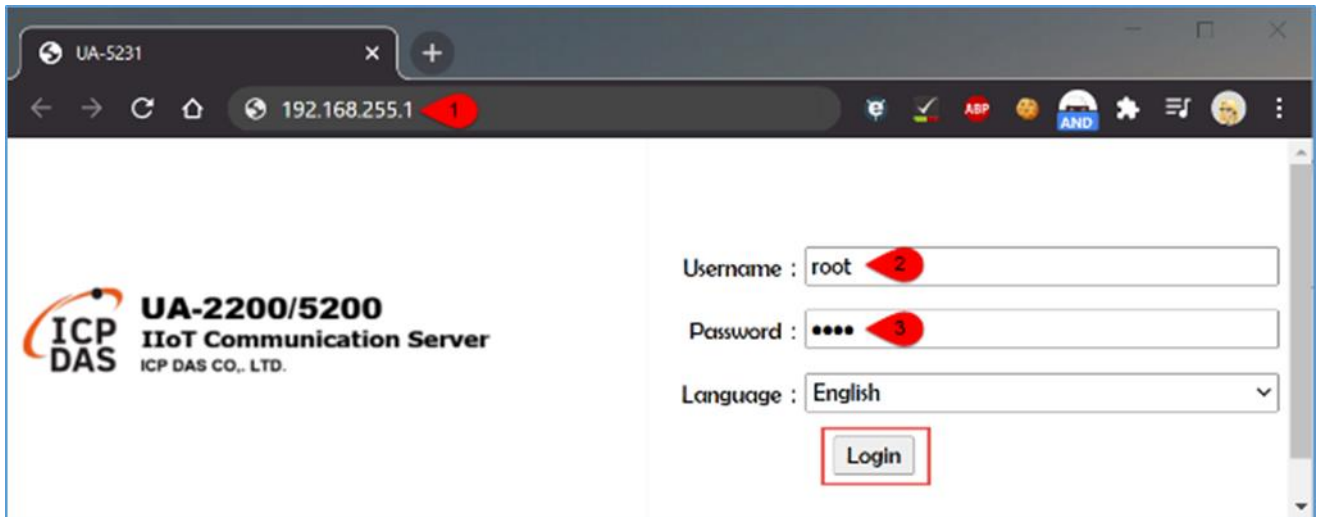 UA-5231
192.168.255.1 1
ABP
AND
Username : root 2
ICP DAS
UA-2200/5200
IIoT Communication Server
ICP DAS CO,. LTD.
Password : •••• 3
Language : English
Login